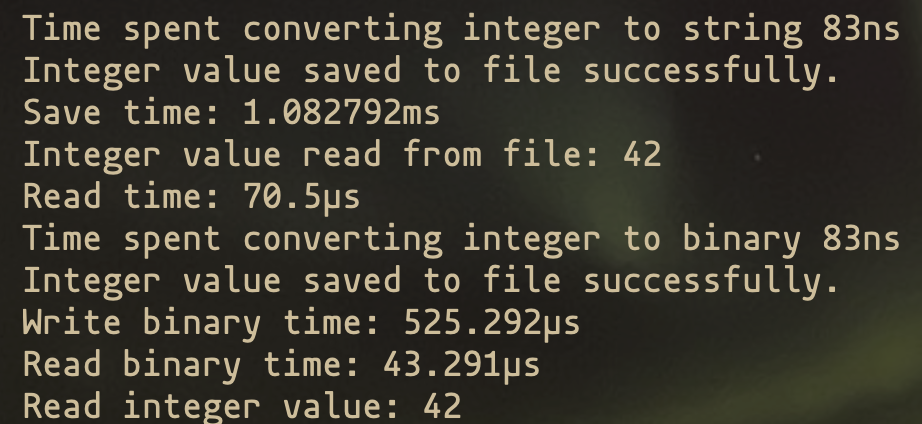 Time spent converting integer to string 83ns
Integer value saved to file successfully.
Save time: 1.082792ms
Integer value read from file: 42
Read time: 70.5µs
Time spent converting integer to binary 83ns
Integer value saved to file successfully.
Write binary time: 525.292µs
Read binary time: 43.291µs
Read integer value: 42